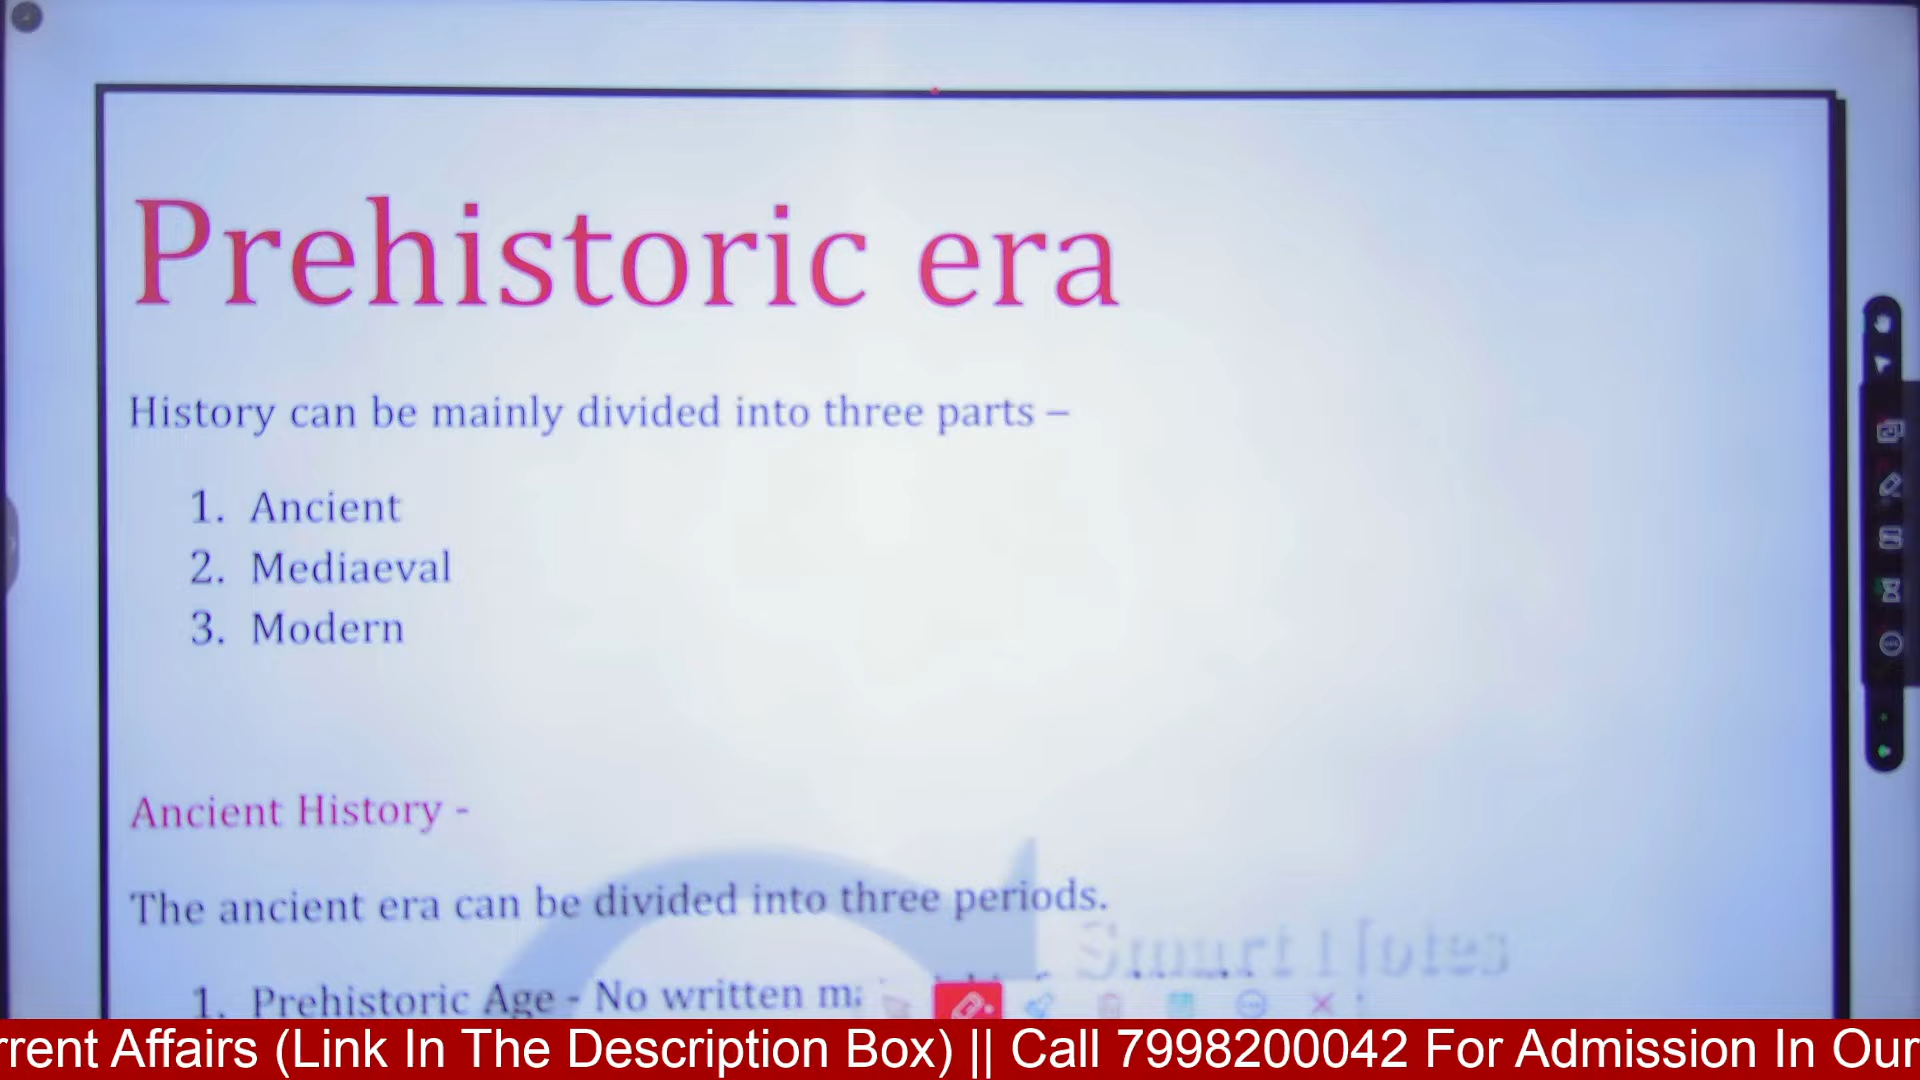 Prehistoric era
History can be mainly divided into three parts –
1. Ancient
2. Mediaeval
3. Modern
Ancient History -
The ancient era can be divided into three periods.
Smart Notes
1. Prehistoric Age - No written
rrent Affairs (Link In The Description Box) || Call 7998200042 For Admission In Our